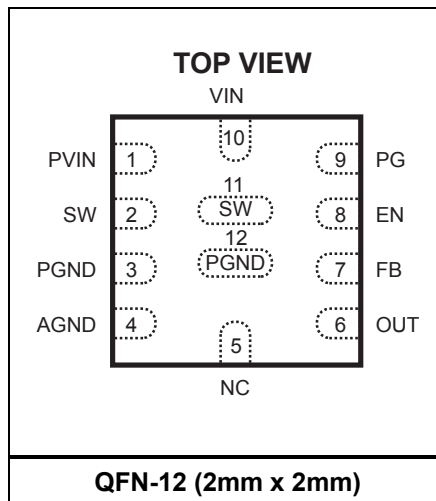 TOP VIEW
VIN
10
PVIN 1 9 PG
11
SW 2 SW 8 EN
12
PGND 3 PGND 7 FB
AGND 4 6 OUT
5
NC
QFN-12 (2mm x 2mm)